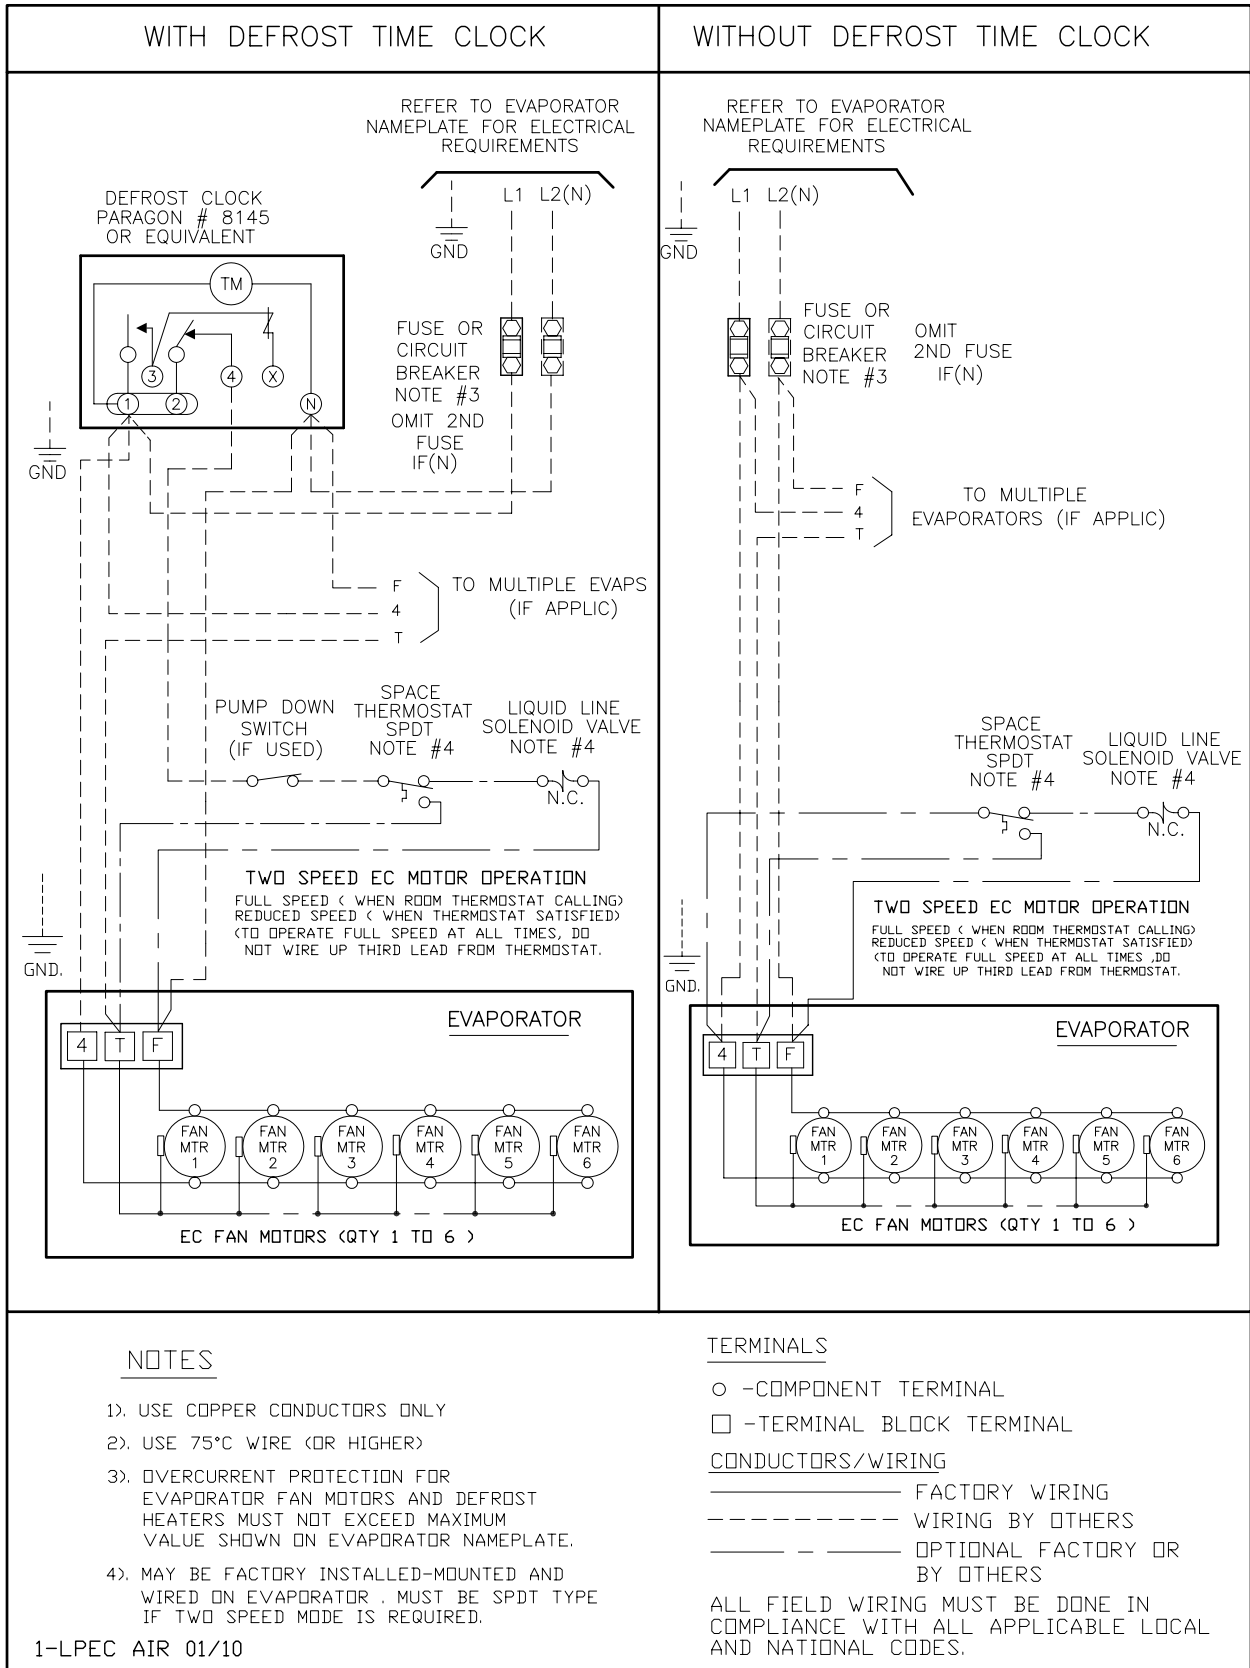 WITH DEFROST TIME CLOCK
REFER TO EVAPORATOR
NAMEPLATE FOR ELECTRICAL
REQUIREMENTS
L1 L2(N)
GND
DEFROST CLOCK
PARAGON # 8145
OR EQUIVALENT
TM
3 4 X
1 2 N
GND
FUSE OR
CIRCUIT
BREAKER
NOTE #3
OMIT 2ND
FUSE
IF(N)
F
4
T
TO MULTIPLE EVAPS
(IF APPLIC)
PUMP DOWN
SWITCH
(IF USED)
SPACE
THERMOSTAT
SPDT
NOTE #4
LIQUID LINE
SOLENOID VALVE
NOTE #4
N.C.
TWO SPEED EC MOTOR OPERATION
FULL SPEED ( WHEN ROOM THERMOSTAT CALLING)
REDUCED SPEED ( WHEN THERMOSTAT SATISFIED)
(TO OPERATE FULL SPEED AT ALL TIMES, DO
NOT WIRE UP THIRD LEAD FROM THERMOSTAT.
GND.
EVAPORATOR
4 T F
FAN MTR 1
FAN MTR 2
FAN MTR 3
FAN MTR 4
FAN MTR 5
FAN MTR 6
EC FAN MOTORS (QTY 1 TO 6 )
WITHOUT DEFROST TIME CLOCK
REFER TO EVAPORATOR
NAMEPLATE FOR ELECTRICAL
REQUIREMENTS
L1 L2(N)
GND
FUSE OR
CIRCUIT
BREAKER
NOTE #3
OMIT
2ND FUSE
IF(N)
F
4
T
TO MULTIPLE
EVAPORATORS (IF APPLIC)
SPACE
THERMOSTAT
SPDT
NOTE #4
LIQUID LINE
SOLENOID VALVE
NOTE #4
N.C.
TWO SPEED EC MOTOR OPERATION
FULL SPEED ( WHEN ROOM THERMOSTAT CALLING)
REDUCED SPEED ( WHEN THERMOSTAT SATISFIED)
(TO OPERATE FULL SPEED AT ALL TIMES ,DO
NOT WIRE UP THIRD LEAD FROM THERMOSTAT.
GND.
EVAPORATOR
4 T F
FAN MTR 1
FAN MTR 2
FAN MTR 3
FAN MTR 4
FAN MTR 5
FAN MTR 6
EC FAN MOTORS (QTY 1 TO 6 )
NOTES
1). USE COPPER CONDUCTORS ONLY
2). USE 75°C WIRE (OR HIGHER)
3). OVERCURRENT PROTECTION FOR
EVAPORATOR FAN MOTORS AND DEFROST
HEATERS MUST NOT EXCEED MAXIMUM
VALUE SHOWN ON EVAPORATOR NAMEPLATE.
4). MAY BE FACTORY INSTALLED-MOUNTED AND
WIRED ON EVAPORATOR . MUST BE SPDT TYPE
IF TWO SPEED MODE IS REQUIRED.
1-LPEC AIR 01/10
TERMINALS
-COMPONENT TERMINAL
-TERMINAL BLOCK TERMINAL
CONDUCTORS/WIRING
FACTORY WIRING
WIRING BY OTHERS
OPTIONAL FACTORY OR
BY OTHERS
ALL FIELD WIRING MUST BE DONE IN
COMPLIANCE WITH ALL APPLICABLE LOCAL
AND NATIONAL CODES.